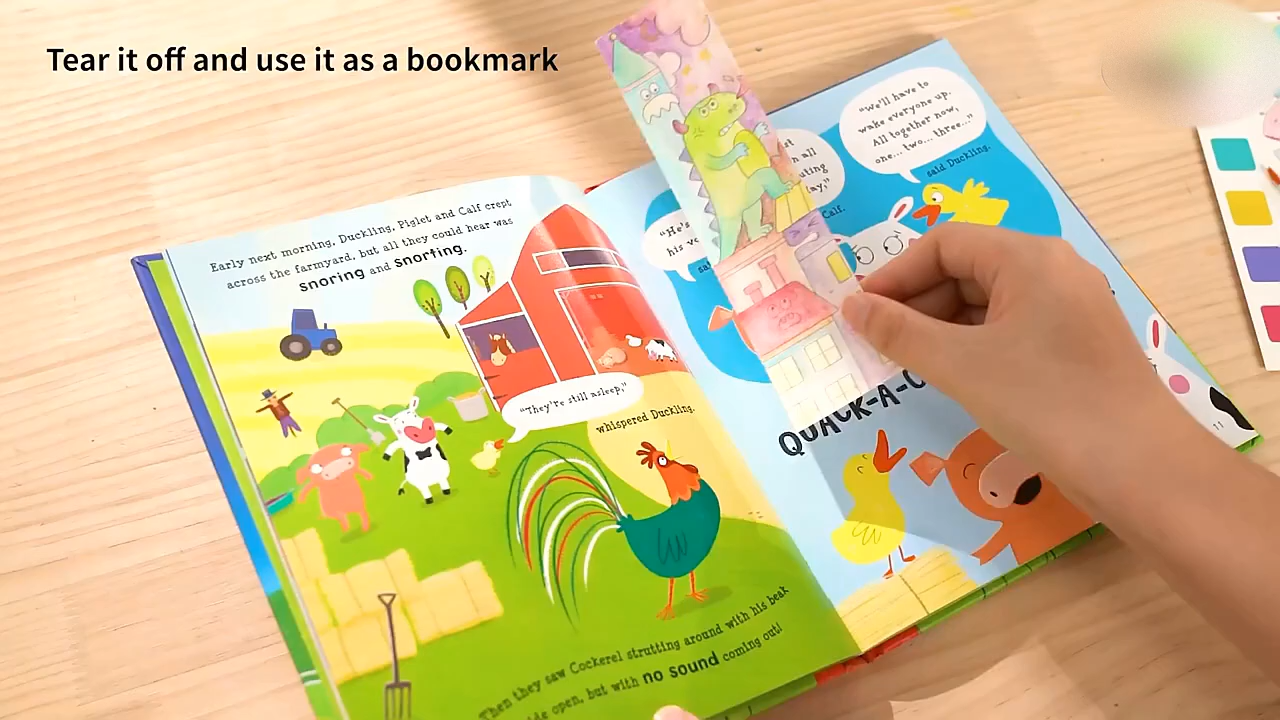 Tear it off and use it as a bookmark
Early next morning, Duckling, Piglet and Calf crept
across the farmyard, but all they could hear was
snoring and snorting.
"They're still asleep,"
whispered Duckling.
Then they saw Cockerel strutting around with his beak
open, but with no sound coming out!
"He's
his
all
Calf.
"We'll have to
wake everyone up.
All together now,
one... two... three..."
said Duckling.
QUACK-A-
11